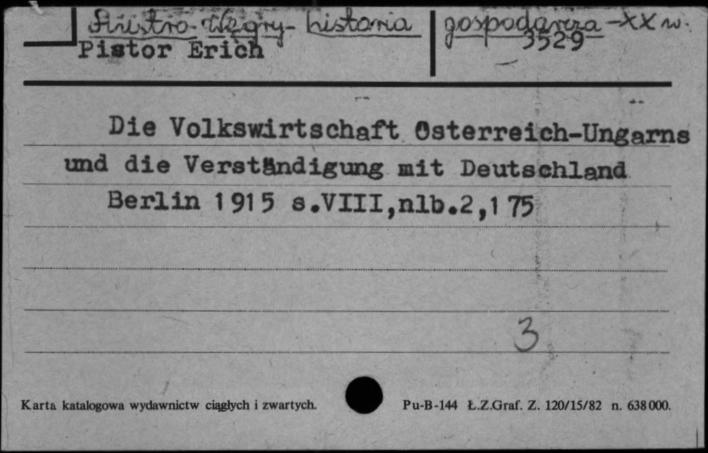 Austro-Węgry-historia gospodarcza-XX w.
Pistor Erich 3529
Die Volkswirtschaft Österreich-Ungarns
und die Verständigung mit Deutschland
Berlin 1915 s.VIII,nlb.2,175
3
Karta katalogowa wydawnictw ciągłych i zwartych. Pu-B-144 Ł.Z.Graf. Z. 120/15/82 n. 638000.